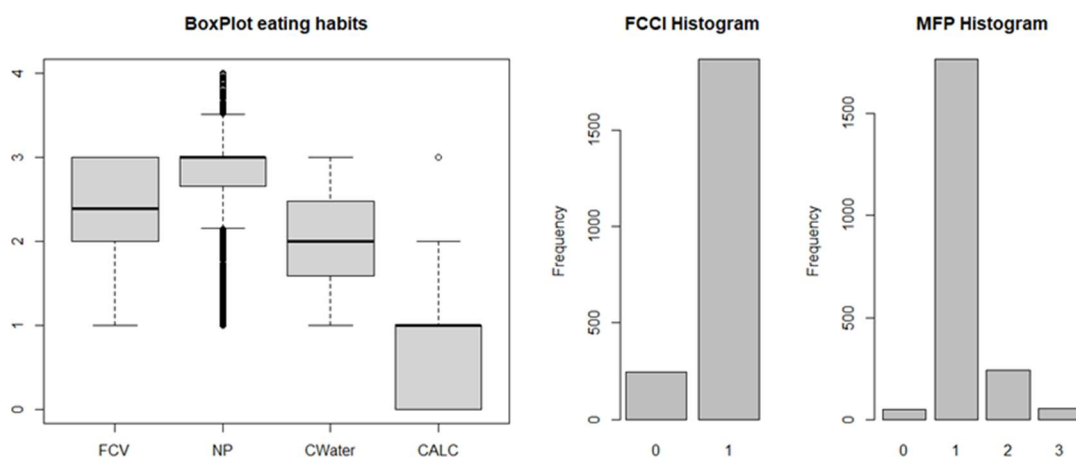 BoxPlot eating habits
4
3
2
1
0
FCV NP CWater CALC
FCCI Histogram
Frequency
1500
1000
500
0
0 1
MFP Histogram
Frequency
1500
1000
500
0
0 1 2 3